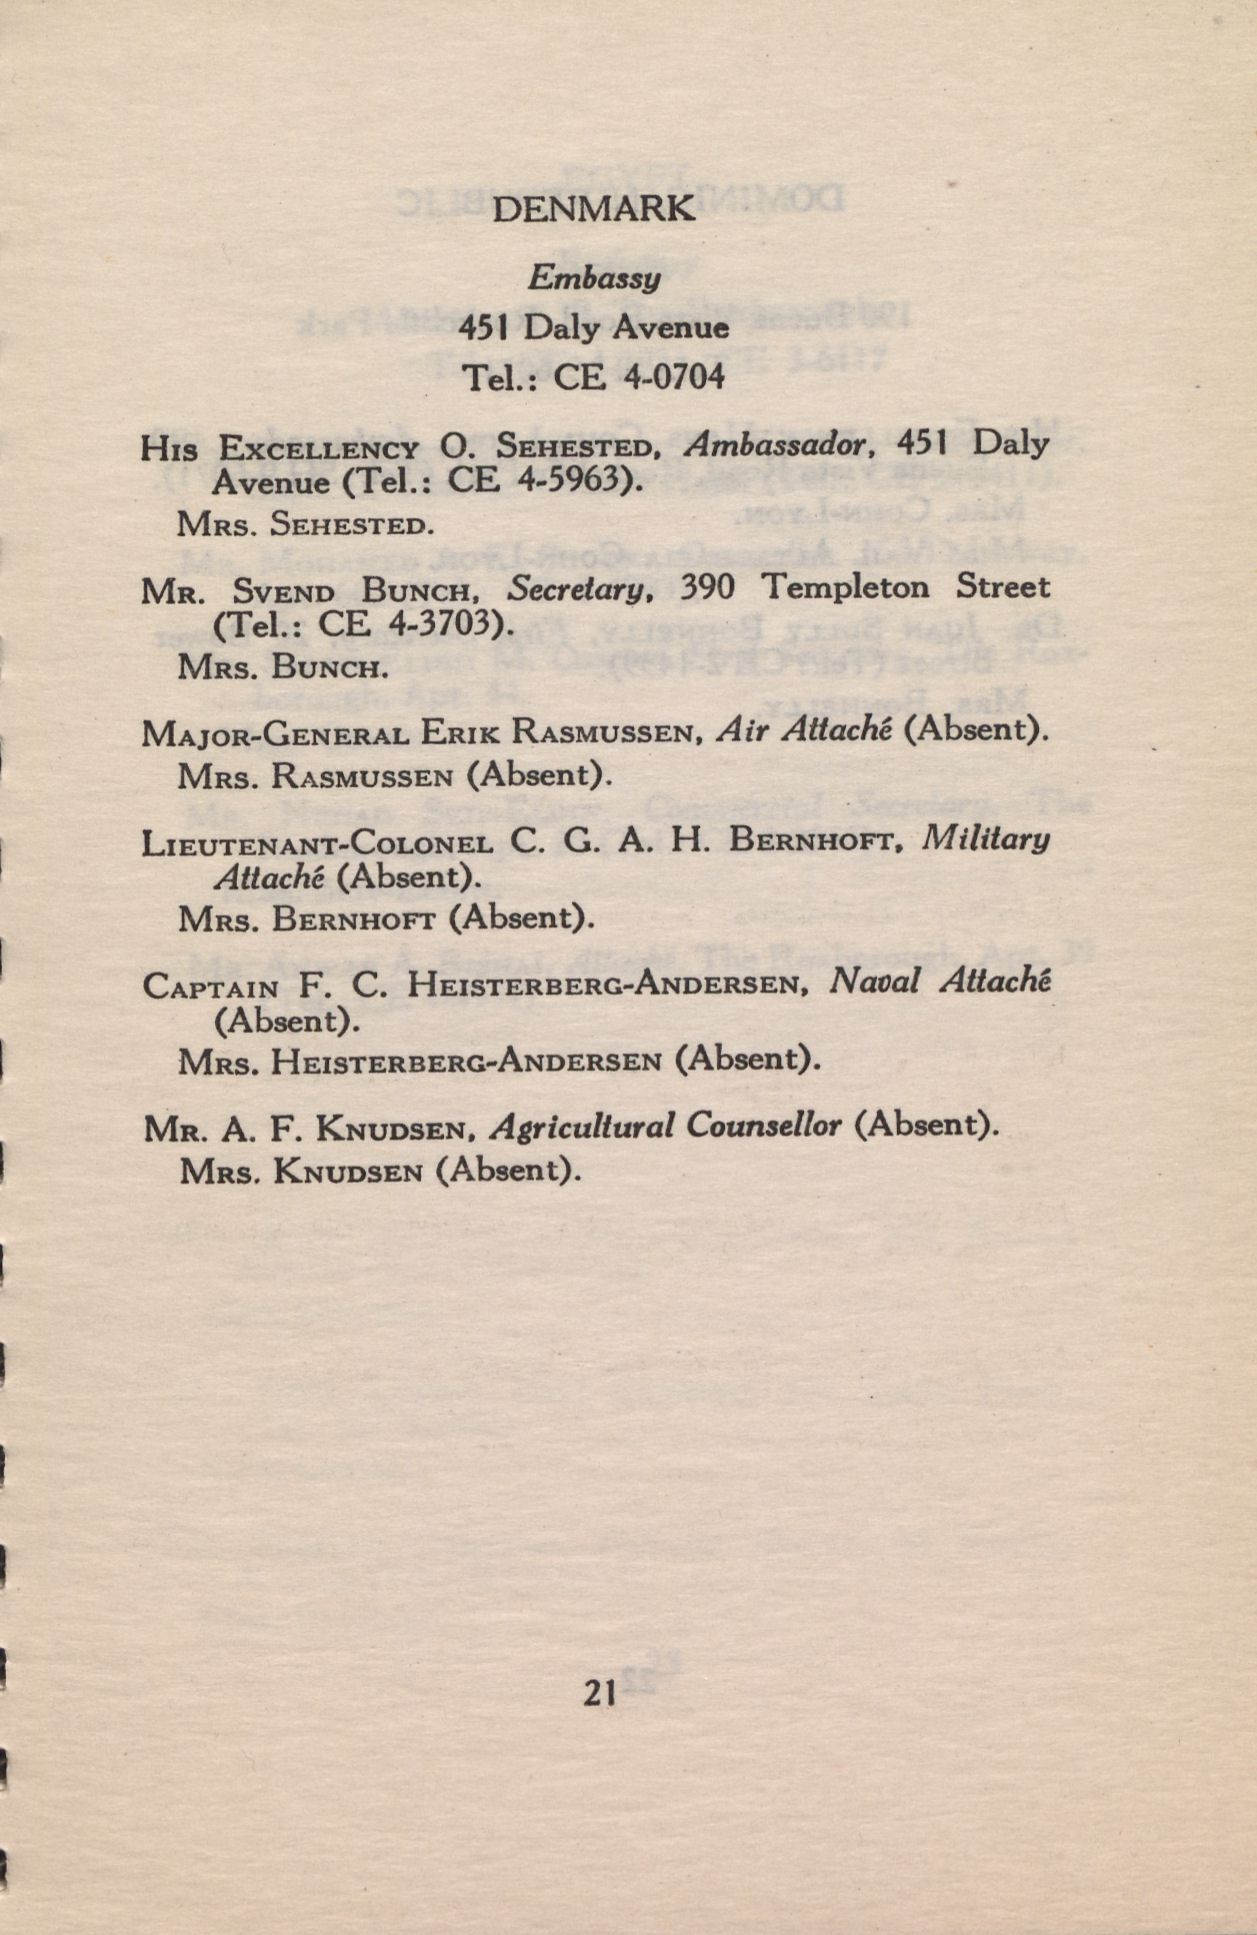 DENMARK
Embassy
451 Daly Avenue
Tel.: CE 4-0704
HIS EXCELLENCY O. SEHESTED, Ambassador, 451 Daly
Avenue (Tel.: CE 4-5963).
MRS. SEHESTED.
MR. SVEND BUNCH, Secretary, 390 Templeton Street
(Tel.: CE 4-3703).
MRS. BUNCH.
MAJOR-GENERAL ERIK RASMUSSEN, Air Attaché (Absent).
MRS. RASMUSSEN (Absent).
LIEUTENANT-COLONEL C. G. A. H. BERNHOFT, Military
Attaché (Absent).
MRS. BERNHOFT (Absent).
CAPTAIN F. C. HEISTERBERG-ANDERSEN, Naval Attaché
(Absent).
MRS. HEISTERBERG-ANDERSEN (Absent).
MR. A. F. KNUDSEN, Agricultural Counsellor (Absent).
MRS. KNUDSEN (Absent).
21